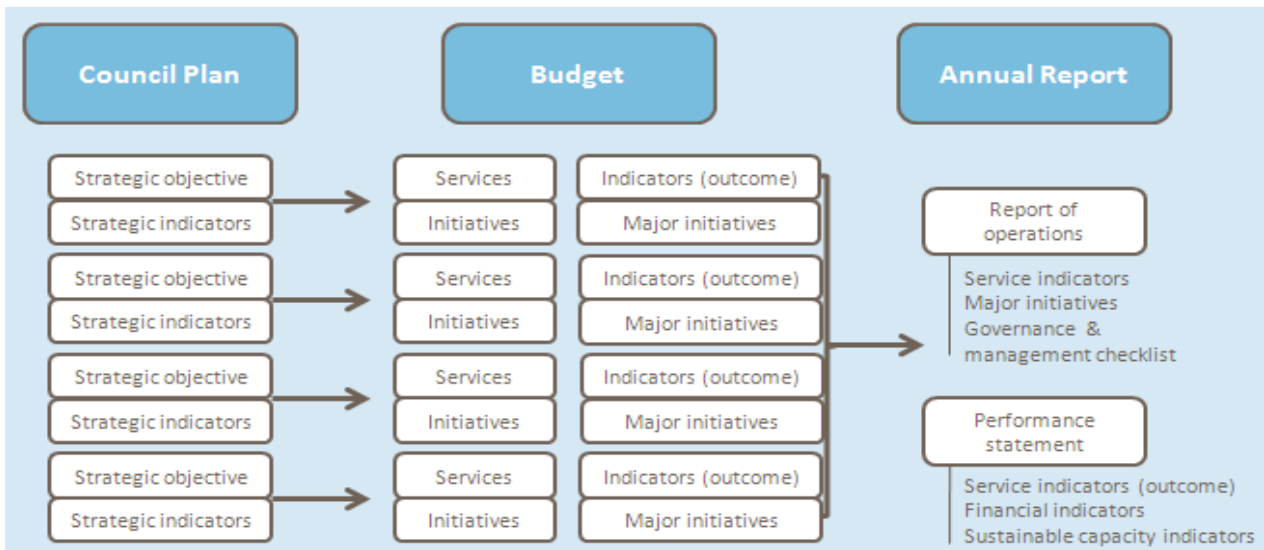 Council Plan
Budget
Annual Report
Strategic objective
Strategic indicators
Services
Initiatives
Indicators (outcome)
Major initiatives
Strategic objective
Strategic indicators
Services
Initiatives
Indicators (outcome)
Major initiatives
Strategic objective
Strategic indicators
Services
Initiatives
Indicators (outcome)
Major initiatives
Strategic objective
Strategic indicators
Services
Initiatives
Indicators (outcome)
Major initiatives
Report of
operations
Service indicators
Major initiatives
Governance &
management checklist
Performance
statement
Service indicators (outcome)
Financial indicators
Sustainable capacity indicators